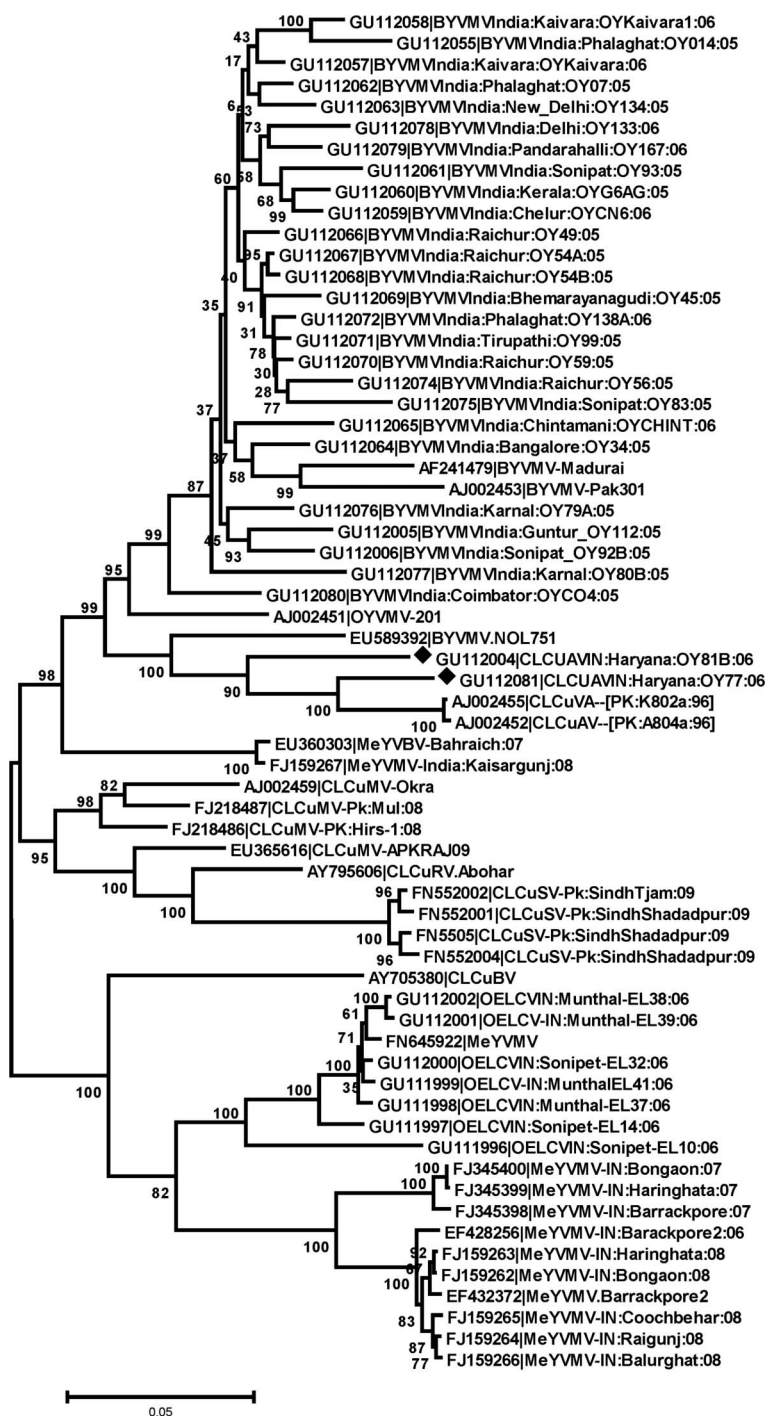 100
GU112058|BYVMVIndia:Kaivara:OYKaivara1:06
43
GU112055|BYVMVIndia:Phalaghat:OY014:05
17
GU112057|BYVMVIndia:Kaivara:OYKaivara:06
GU112062|BYVMVIndia:Phalaghat:OY07:05
6
53
GU112063|BYVMVIndia:New_Delhi:OY134:05
73
GU112078|BYVMVIndia:Delhi:OY133:06
GU112079|BYVMVIndia:Pandarahalli:OY167:06
60
58
GU112061|BYVMVIndia:Sonipat:OY93:05
68
GU112060|BYVMVIndia:Kerala:OYG6AG:05
99
GU112059|BYVMVIndia:Chelur:OYCN6:06
GU112066|BYVMVIndia:Raichur:OY49:05
95
GU112067|BYVMVIndia:Raichur:OY54A:05
40
GU112068|BYVMVIndia:Raichur:OY54B:05
35
91
GU112069|BYVMVIndia:Bhemarayanagudi:OY45:05
GU112072|BYVMVIndia:Phalaghat:OY138A:06
31
GU112071|BYVMVIndia:Tirupathi:OY99:05
78
GU112070|BYVMVIndia:Raichur:OY59:05
30
GU112074|BYVMVIndia:Raichur:OY56:05
28
77
GU112075|BYVMVIndia:Sonipat:OY83:05
37
GU112065|BYVMVIndia:Chintamani:OYCHINT:06
37
GU112064|BYVMVIndia:Bangalore:OY34:05
58
AF241479|BYVMV-Madurai
99
AJ002453|BYVMV-Pak301
87
GU112076|BYVMVIndia:Karnal:OY79A:05
45
GU112005|BYVMVIndia:Guntur_OY112:05
99
93
GU112006|BYVMVIndia:Sonipat_OY92B:05
95
GU112077|BYVMVIndia:Karnal:OY80B:05
GU112080|BYVMVIndia:Coimbator:OYCO4:05
99
AJ002451|OYVMV-201
EU589392|BYVMV.NOL751
98
100
GU112004|CLCUAVIN:Haryana:OY81B:06
90
GU112081|CLCUAVIN:Haryana:OY77:06
100
AJ002455|CLCuVA--[PK:K802a:96]
100
AJ002452|CLCuAV--[PK:A804a:96]
EU360303|MeYVBV-Bahraich:07
100
FJ159267|MeYVMV-India:Kaisargunj:08
82
AJ002459|CLCuMV-Okra
98
FJ218487|CLCuMV-Pk:Mul:08
FJ218486|CLCuMV-PK:Hirs-1:08
95
EU365616|CLCuMV-APKRAJ09
100
AY795606|CLCuRV.Abohar
96
FN552002|CLCuSV-Pk:SindhTjam:09
100
FN552001|CLCuSV-Pk:SindhShadadpur:09
100
FN5505|CLCuSV-Pk:SindhShadadpur:09
96
FN552004|CLCuSV-Pk:SindhShadadpur:09
AY705380|CLCuBV
100
GU112002|OELCVIN:Munthal-EL38:06
61
GU112001|OELCV-IN:Munthal-EL39:06
71
FN645922|MeYVMV
100
GU112000|OELCVIN:Sonipet-EL32:06
100
35
GU111999|OELCV-IN:MunthalEL41:06
100
GU111998|OELCVIN:Munthal-EL37:06
100
GU111997|OELCVIN:Sonipet-EL14:06
GU111996|OELCVIN:Sonipet-EL10:06
100
FJ345400|MeYVMV-IN:Bongaon:07
82
100
FJ345399|MeYVMV-IN:Haringhata:07
FJ345398|MeYVMV-IN:Barrackpore:07
100
EF428256|MeYVMV-IN:Barackpore2:06
92
FJ159263|MeYVMV-IN:Haringhata:08
67
100
FJ159262|MeYVMV-IN:Bongaon:08
EF432372|MeYVMV.Barrackpore2
83
FJ159265|MeYVMV-IN:Coochbehar:08
87
FJ159264|MeYVMV-IN:Raigunj:08
77
FJ159266|MeYVMV-IN:Balurghat:08
0.05